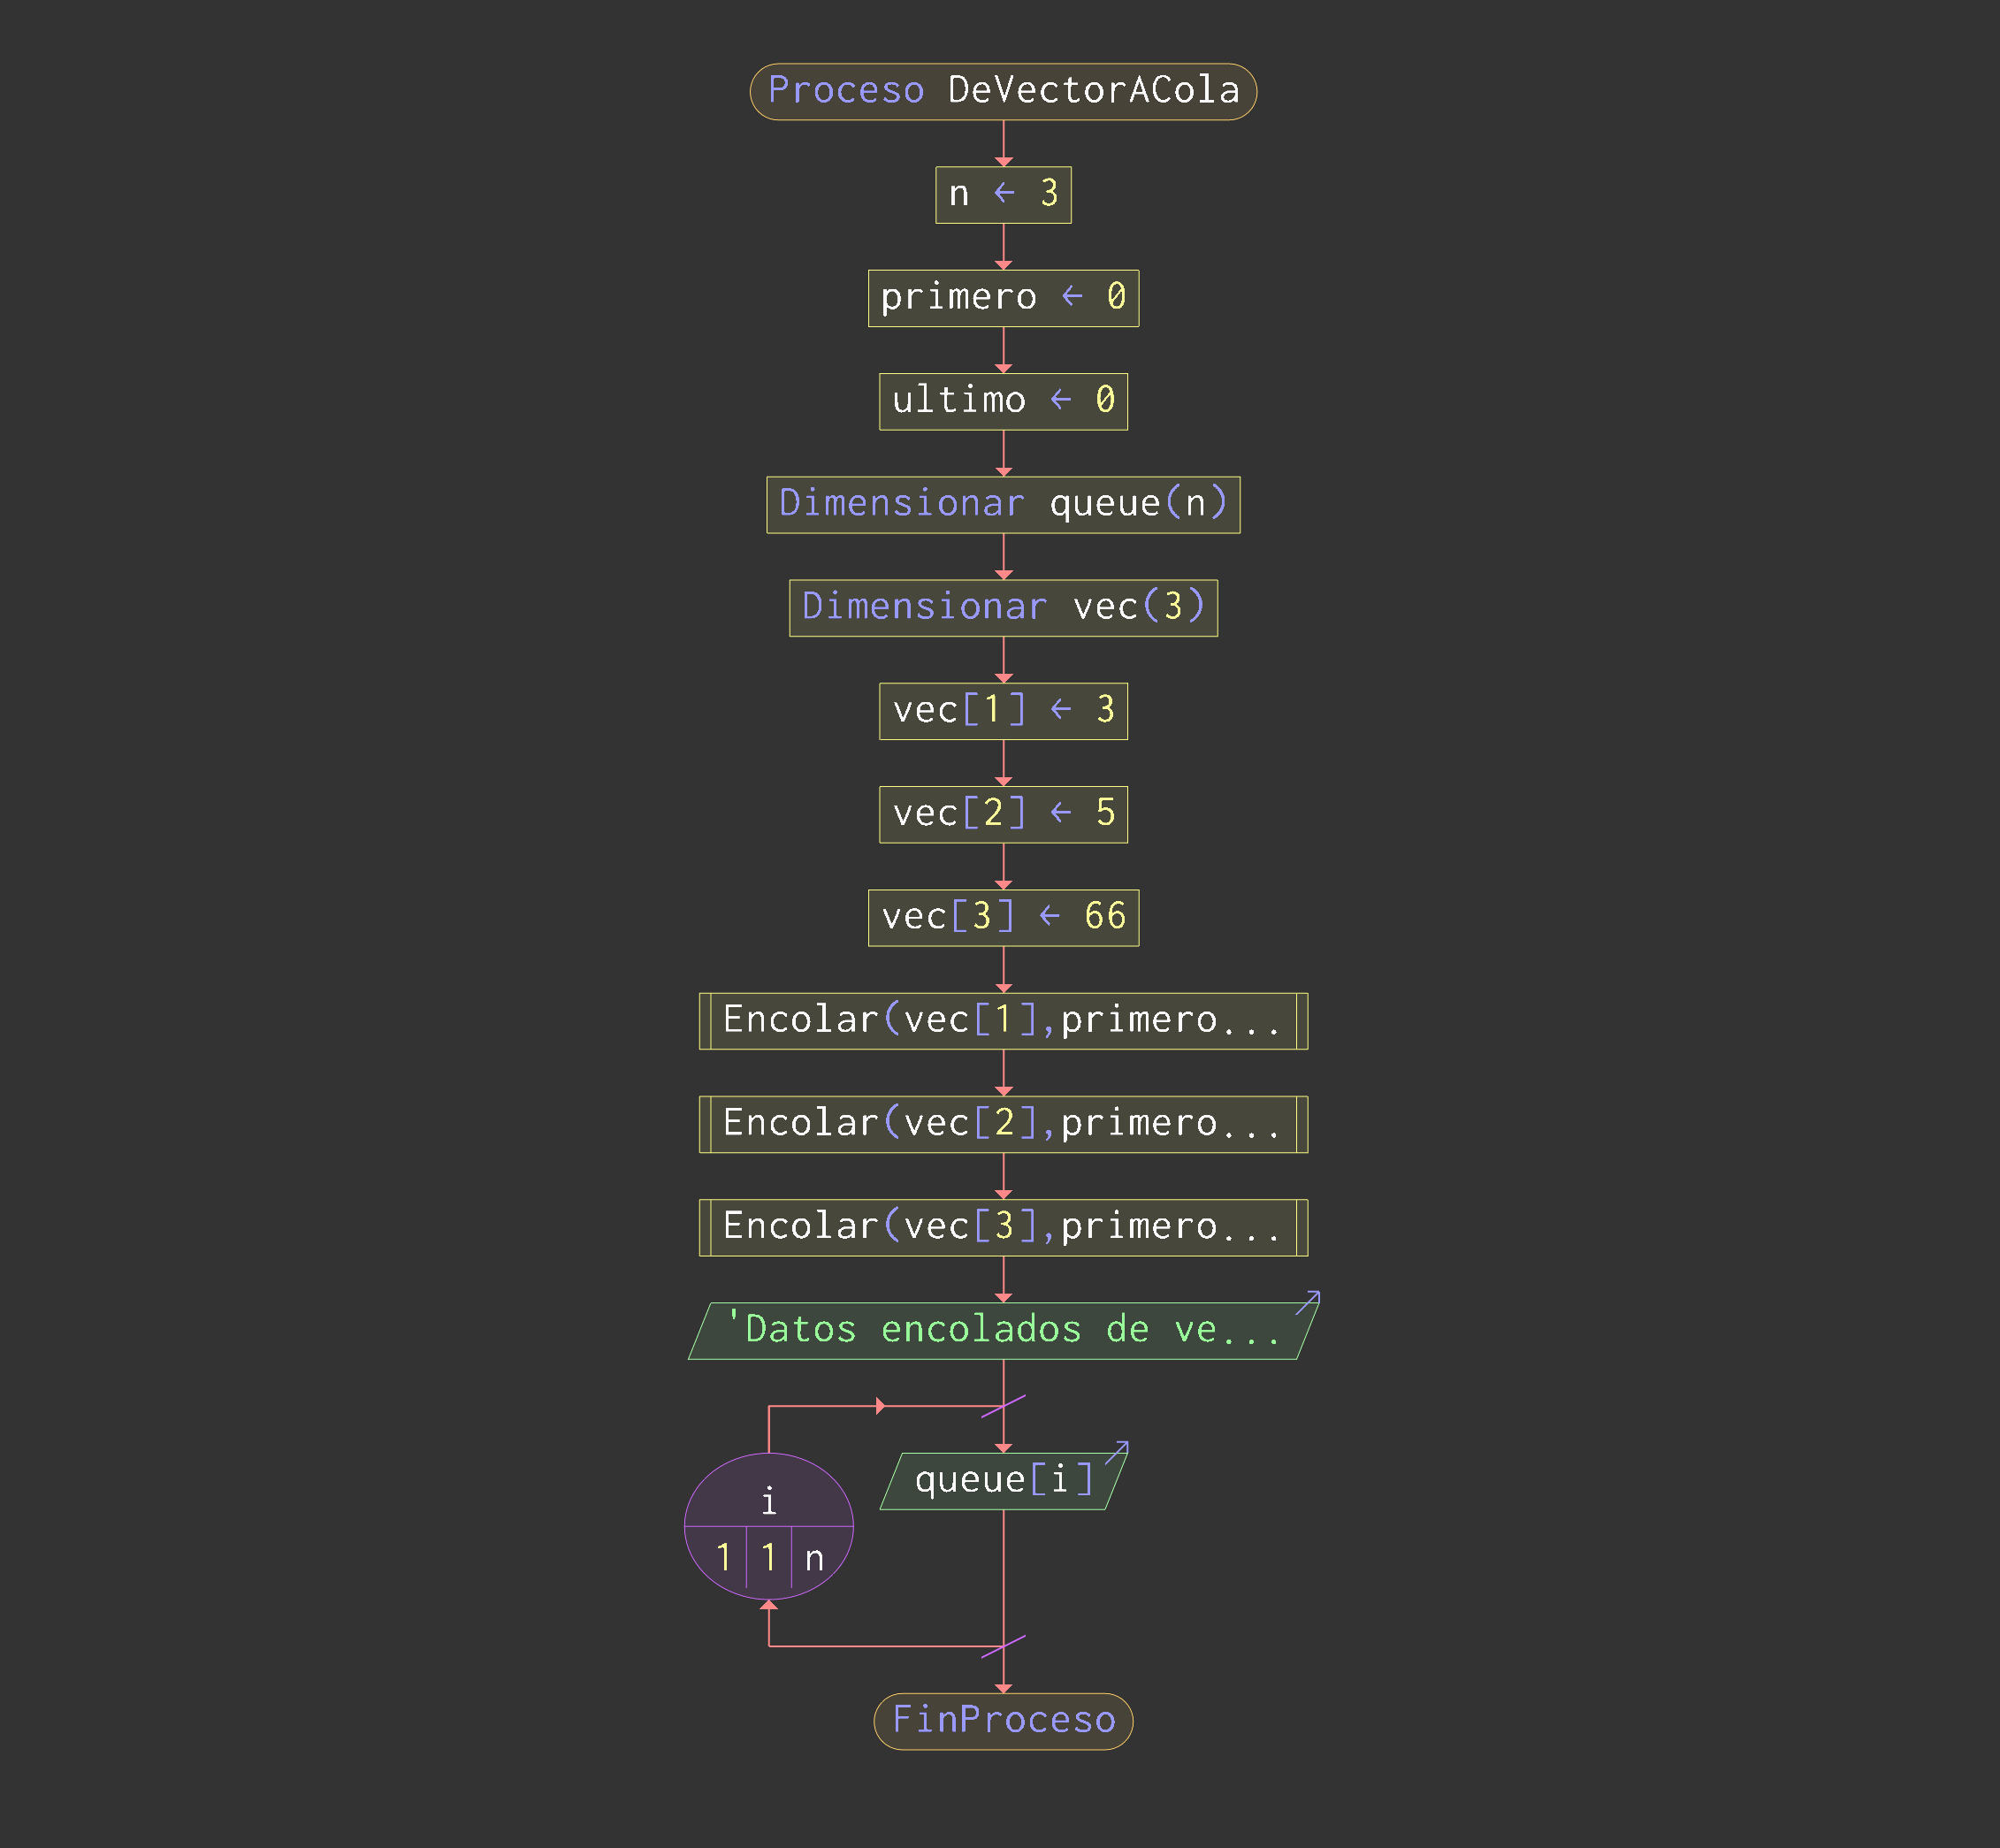 Proceso DeVectorACola
n ← 3
primero ← 0
ultimo ← 0
Dimensionar queue(n)
Dimensionar vec(3)
vec[1] ← 3
vec[2] ← 5
vec[3] ← 66
Encolar(vec[1],primero...
Encolar(vec[2],primero...
Encolar(vec[3],primero...
'Datos encolados de ve...
queue[i]
i
1 1 n
FinProceso